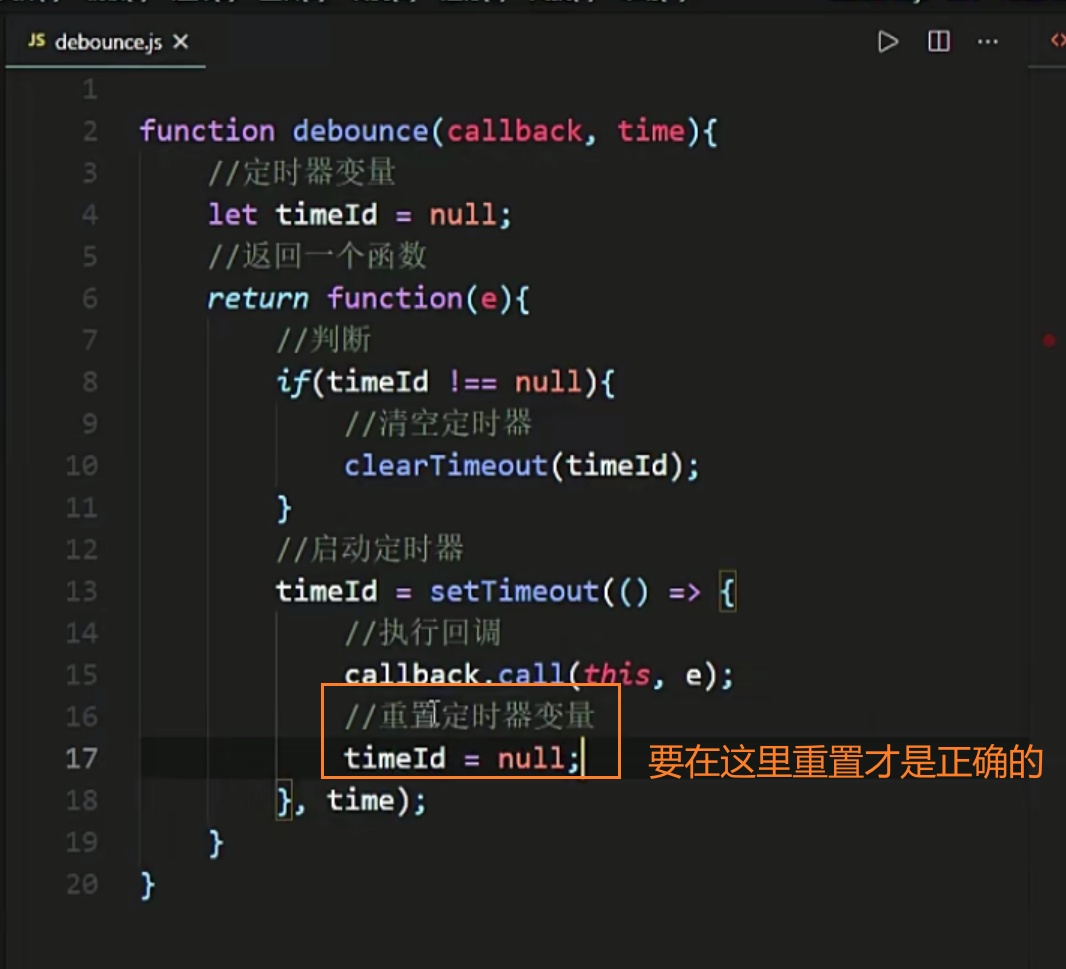 JS debounce.js ×
1
2 function debounce(callback, time){
3 //定时器变量
4 let timeId = null;
5 //返回一个函数
6 return function(e){
7 //判断
8 if(timeId !== null){
9 //清空定时器
10 clearTimeout(timeId);
11 }
12 //启动定时器
13 timeId = setTimeout(() => {
14 //执行回调
15 callback.call(this, e);
16 //重置定时器变量
17 timeId = null; 要在这里重置才是正确的
18 }, time);
19 }
20 }